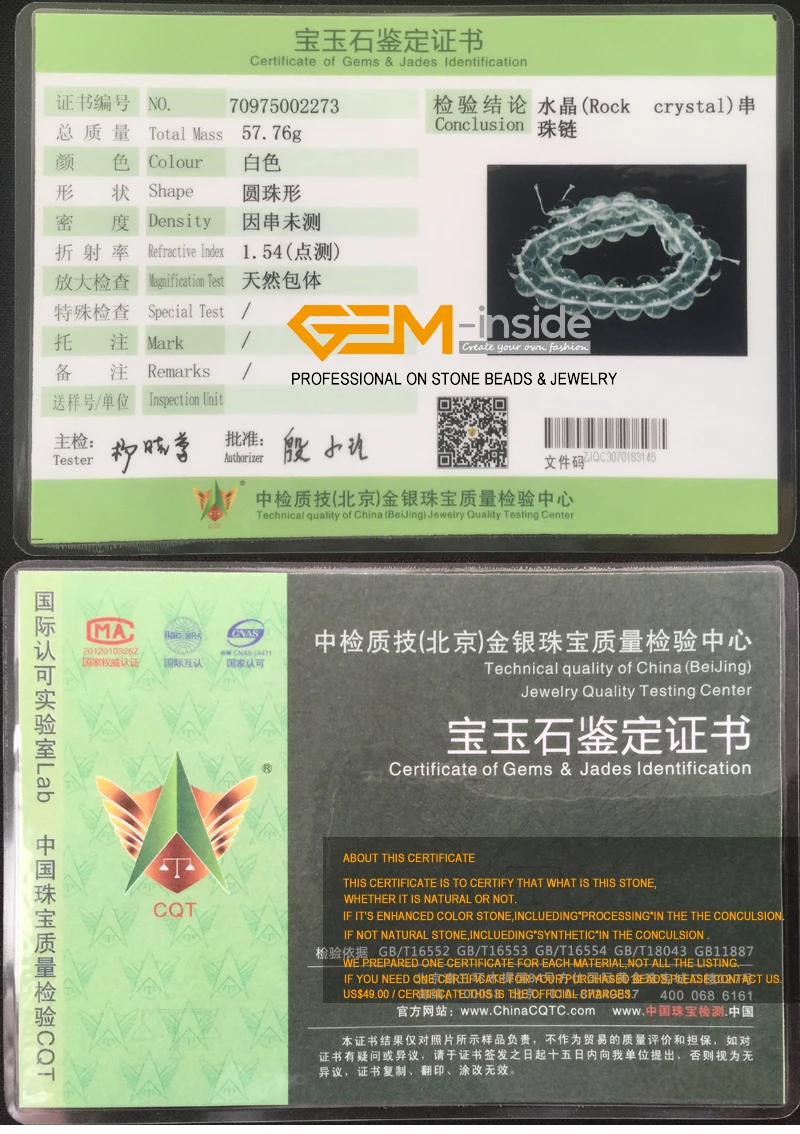 宝玉石鉴定证书
Certificate of Gems & Jades Identification
证书编号 NO. 70975002273
总质量 Total Mass 57.76g
颜色 Colour 白色
形状 Shape 圆珠形
密度 Density 因串未测
折射率 Refractive Index 1.54(点测)
放大检查 Magnification Test 天然包体
特殊检查 Special Test /
托注 Mark /
备注 Remarks /
送样号/单位 Inspection Unit
检验结论 水晶(Rock crystal)串
Conclusion 珠链
GEM-inside
Create your own fashion
PROFESSIONAL ON STONE BEADS & JEWELRY
主检:
Tester
批准:
Authorizer
文件码 ZJQC3070183146
CQT
中检质技(北京)金银珠宝质量检验中心
Technical quality of China (BeiJing) Jewelry Quality Testing Center
国际认可实验室Lab 中国珠宝质量检验CQT
MA
2012010326Z
国家权威认证
国际互认
CNAS
国家认可
®
CQT
中检质技(北京)金银珠宝质量检验中心
Technical quality of China (BeiJing)
Jewelry Quality Testing Center
宝玉石鉴定证书
Certificate of Gems & Jades Identification
ABOUT THIS CERTIFICATE
THIS CERTIFICATE IS TO CERTIFY THAT WHAT IS THIS STONE,
WHETHER IT IS NATURAL OR NOT.
IF IT'S ENHANCED COLOR STONE,INCLUEDING"PROCESSING"IN THE THE CONCULSION.
IF NOT NATURAL STONE,INCLUEDING"SYNTHETIC"IN THE CONCULSION .
检验依据 GB/T16552 GB/T16553 GB/T16554 GB/T18043 GB11887
WE PREPARED ONE CERTIFICATE FOR EACH MATERIAL,NOT ALL THE LISTING.
IF YOU NEED ONE CERTIFICATE FOR YOUR PURCHASED BEADS,PLEASE CONTACT US.
US$49.00 / CERTIFICATE,THIS IS THE OFFICIAL CHARGES.
400 068 6161
官方网站: www.ChinaCQTC.com www.中国珠宝检测.中国
本证书结果仅对照片所示样品负责，不作为贸易的质量评价和担保，如对
证书有疑问或异议，请于证书签发之日起十五日内向我单位提出，否则视为无
异议，证书复制、翻印、涂改无效。